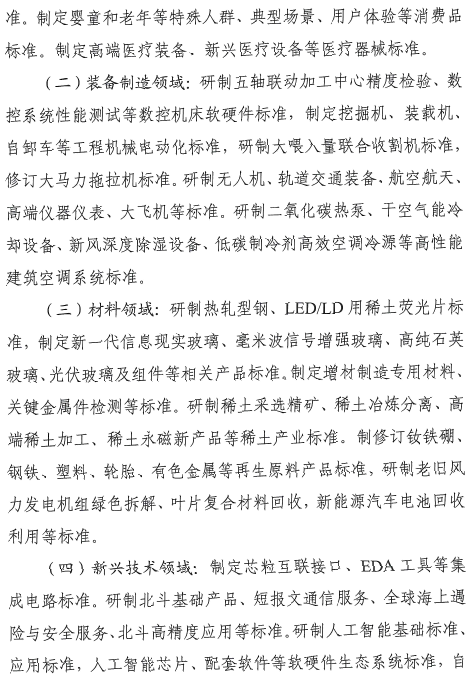 准。制定婴童和老年等特殊人群、典型场景、用户体验等消费品
标准。制定高端医疗装备、新兴医疗设备等医疗器械标准。
（二）装备制造领域：研制五轴联动加工中心精度检验、数
控系统性能测试等数控机床软硬件标准，制定挖掘机、装载机、
自卸车等工程机械电动化标准，研制大喂入量联合收割机标准，
修订大马力拖拉机标准。研制无人机、轨道交通装备、航空航天、
高端仪器仪表、大飞机等标准。研制二氧化碳热泵、干空气能冷
却设备、新风深度除湿设备、低碳制冷剂高效空调冷源等高性能
建筑空调系统标准。
（三）材料领域：研制热轧型钢、LED/LD 用稀土荧光片标
准，制定新一代信息现实玻璃、毫米波信号增强玻璃、高纯石英
玻璃、光伏玻璃及组件等相关产品标准。制定增材制造专用材料、
关键金属件检测等标准。研制稀土采选精矿、稀土冶炼分离、高
端稀土加工、稀土永磁新产品等稀土产业标准。制修订钕铁硼、
钢铁、塑料、轮胎、有色金属等再生原料产品标准，研制老旧风
力发电机组绿色拆解、叶片复合材料回收，新能源汽车电池回收
利用等标准。
（四）新兴技术领域：制定芯粒互联接口、EDA 工具等集
成电路标准。研制北斗基础产品、短报文通信服务、全球海上遇
险与安全服务、北斗高精度应用等标准。研制人工智能基础标准、
应用标准，人工智能芯片、配套软件等软硬件生态系统标准，自